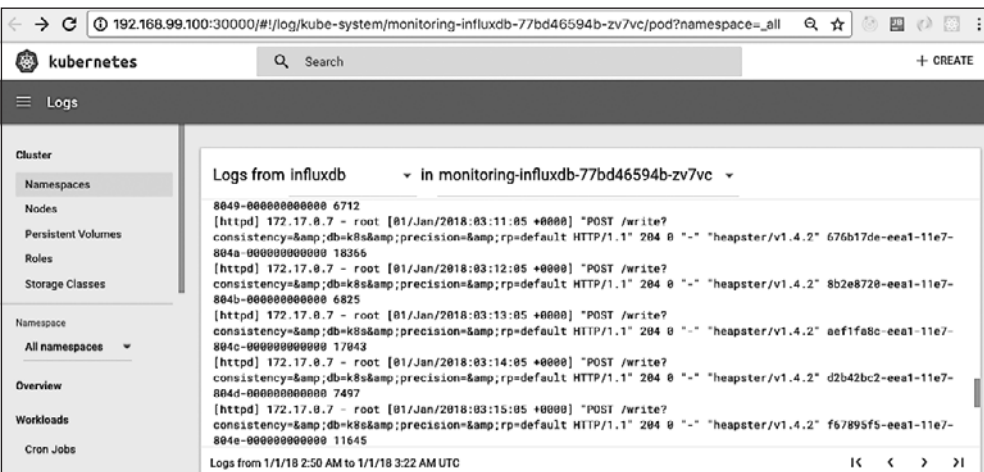 192.168.99.100:30000/#!/log/kube-system/monitoring-influxdb-77bd46594b-zv7vc/pod?namespace=_all
kubernetes
Search
+ CREATE
Logs
Cluster
Namespaces
Nodes
Persistent Volumes
Roles
Storage Classes
Namespace
All namespaces
Overview
Workloads
Cron Jobs
Logs from influxdb in monitoring-influxdb-77bd46594b-zv7vc
8049-000000000000 6712
[httpd] 172.17.0.7 - root [01/Jan/2018:03:11:05 +0000] "POST /write?
consistency=&amp;db=k8s&amp;precision=&amp;rp=default HTTP/1.1" 204 0 "-" "heapster/v1.4.2" 676b17de-eea1-11e7-
804a-000000000000 18366
[httpd] 172.17.0.7 - root [01/Jan/2018:03:12:05 +0000] "POST /write?
consistency=&amp;db=k8s&amp;precision=&amp;rp=default HTTP/1.1" 204 0 "-" "heapster/v1.4.2" 8b2e8720-eea1-11e7-
804b-000000000000 6825
[httpd] 172.17.0.7 - root [01/Jan/2018:03:13:05 +0000] "POST /write?
consistency=&amp;db=k8s&amp;precision=&amp;rp=default HTTP/1.1" 204 0 "-" "heapster/v1.4.2" aef1fa8c-eea1-11e7-
804c-000000000000 17043
[httpd] 172.17.0.7 - root [01/Jan/2018:03:14:05 +0000] "POST /write?
consistency=&amp;db=k8s&amp;precision=&amp;rp=default HTTP/1.1" 204 0 "-" "heapster/v1.4.2" d2b42bc2-eea1-11e7-
804d-000000000000 7497
[httpd] 172.17.0.7 - root [01/Jan/2018:03:15:05 +0000] "POST /write?
consistency=&amp;db=k8s&amp;precision=&amp;rp=default HTTP/1.1" 204 0 "-" "heapster/v1.4.2" f67895f5-eea1-11e7-
804e-000000000000 11645
Logs from 1/1/18 2:50 AM to 1/1/18 3:22 AM UTC